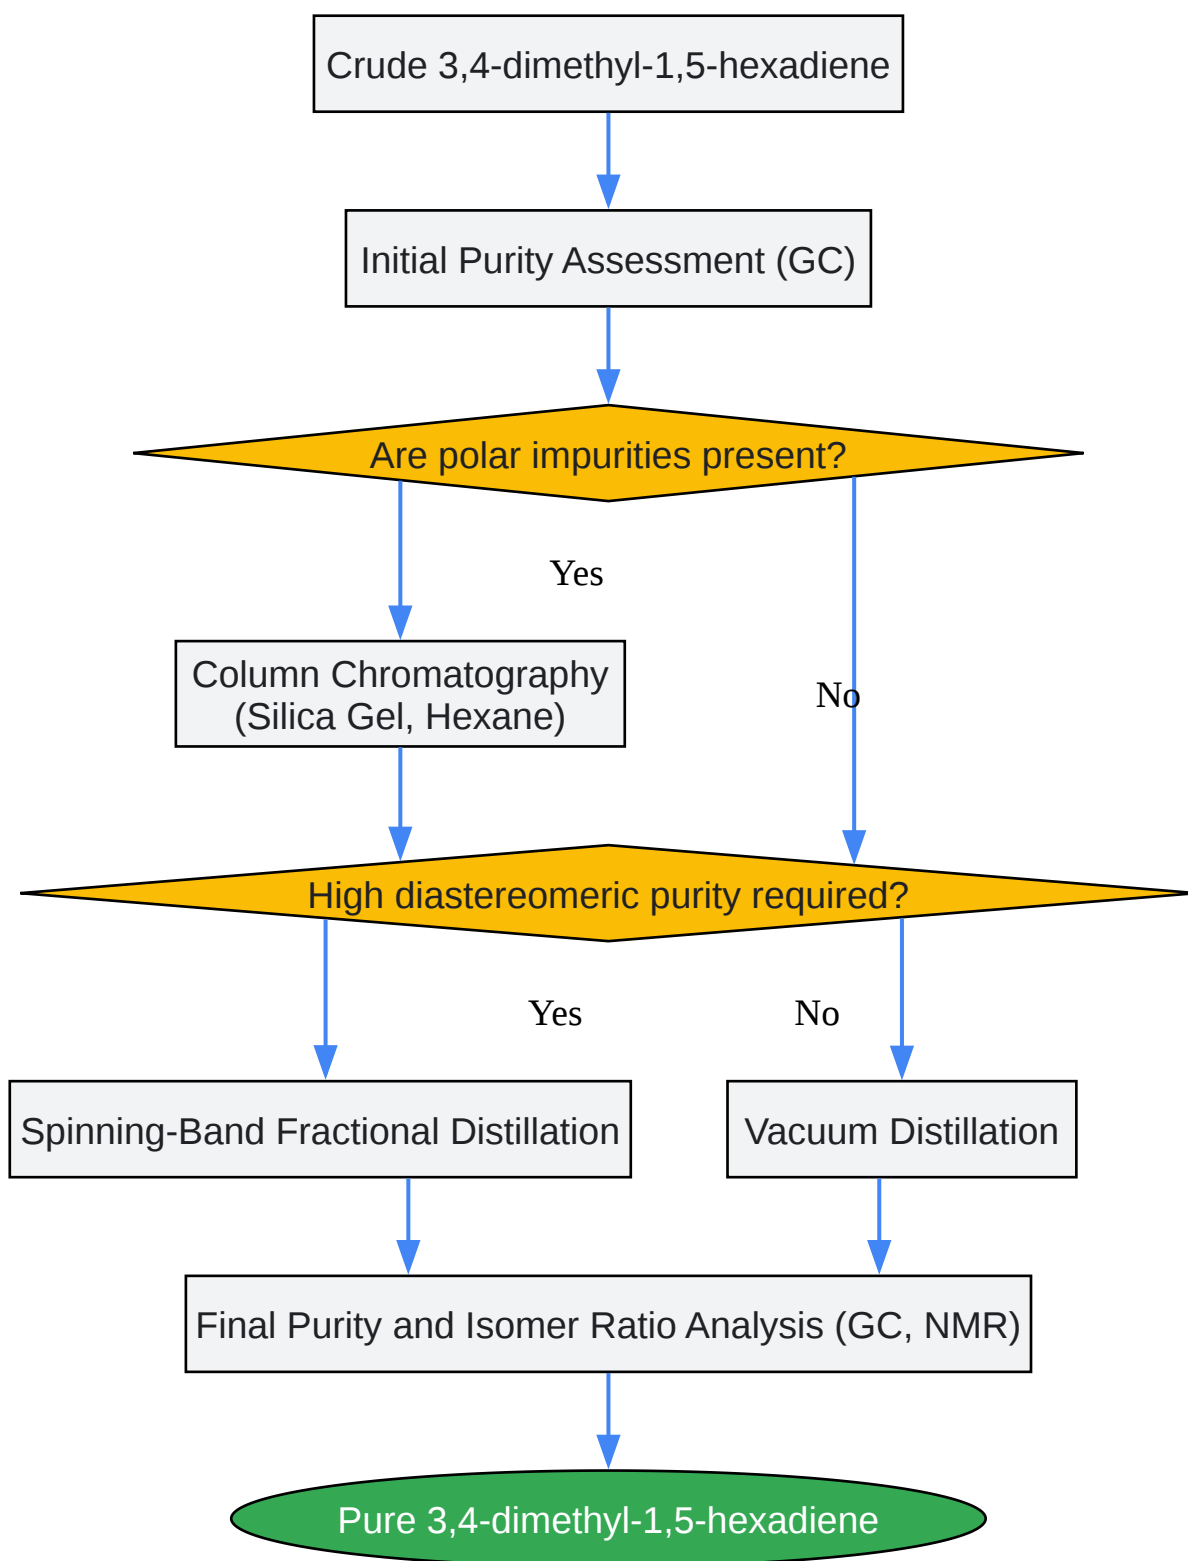 Crude 3,4-dimethyl-1,5-hexadiene
Initial Purity Assessment (GC)
Are polar impurities present?
Yes
Column Chromatography
(Silica Gel, Hexane)
No
High diastereomeric purity required?
Yes
No
Spinning-Band Fractional Distillation
Vacuum Distillation
Final Purity and Isomer Ratio Analysis (GC, NMR)
Pure 3,4-dimethyl-1,5-hexadiene